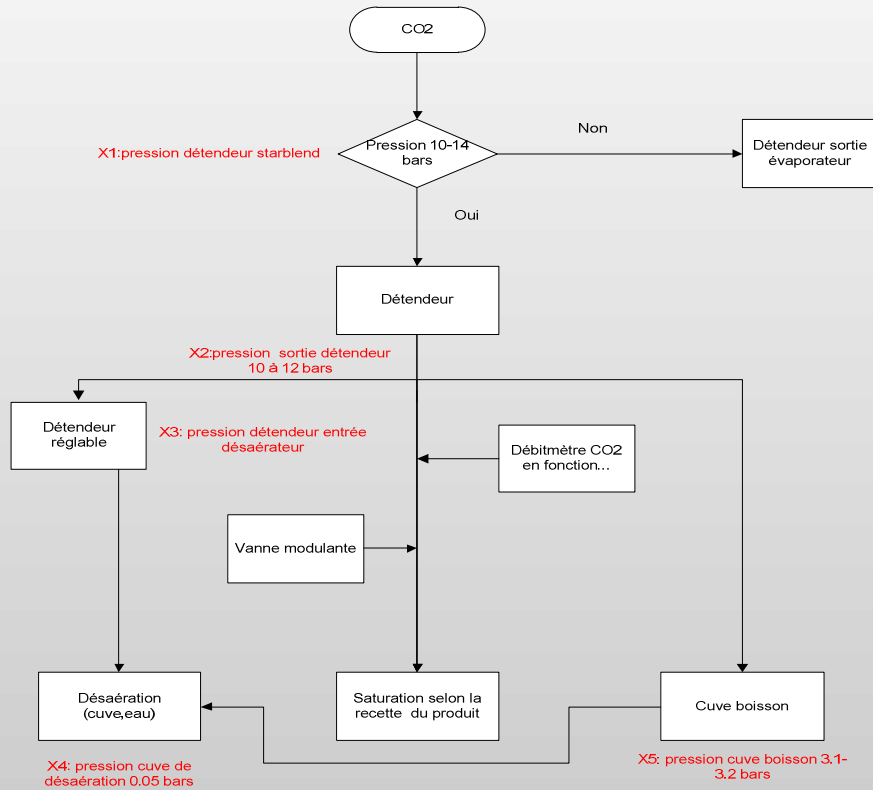 CO2
Pression 10-14
bars
X1:pression détendeur starblend
Non
Détendeur sortie
évaporateur
Oui
Détendeur
X2:pression sortie détendeur
10 à 12 bars
Détendeur
réglable
X3: pression détendeur entrée
désaérateur
Débitmètre CO2
en fonction...
Vanne modulante
Désaération
(cuve,eau)
Saturation selon la
recette du produit
Cuve boisson
X4: pression cuve de
désaération 0.05 bars
X5: pression cuve boisson 3.1-
3.2 bars